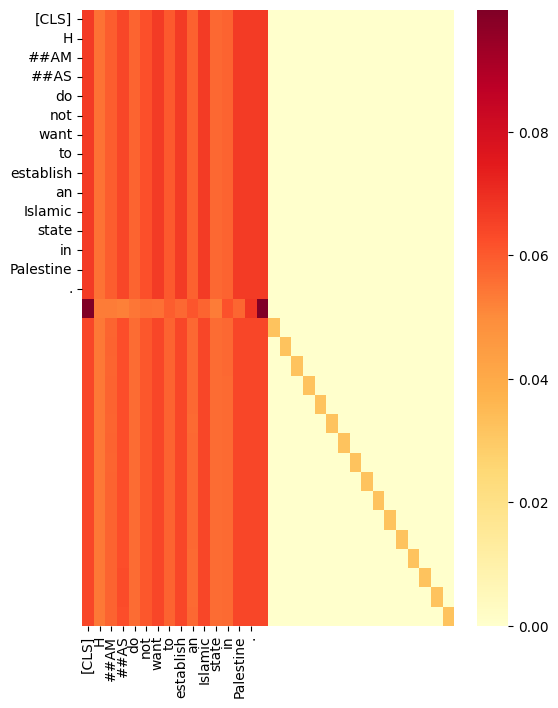 [CLS]
H
##AM
##AS
do
not
want
to
establish
an
Islamic
state
in
Palestine
.
0.08
0.06
0.04
0.02
0.00
[CLS]
H
##AM
##AS
do
not
want
to
establish
an
Islamic
state
in
Palestine
.